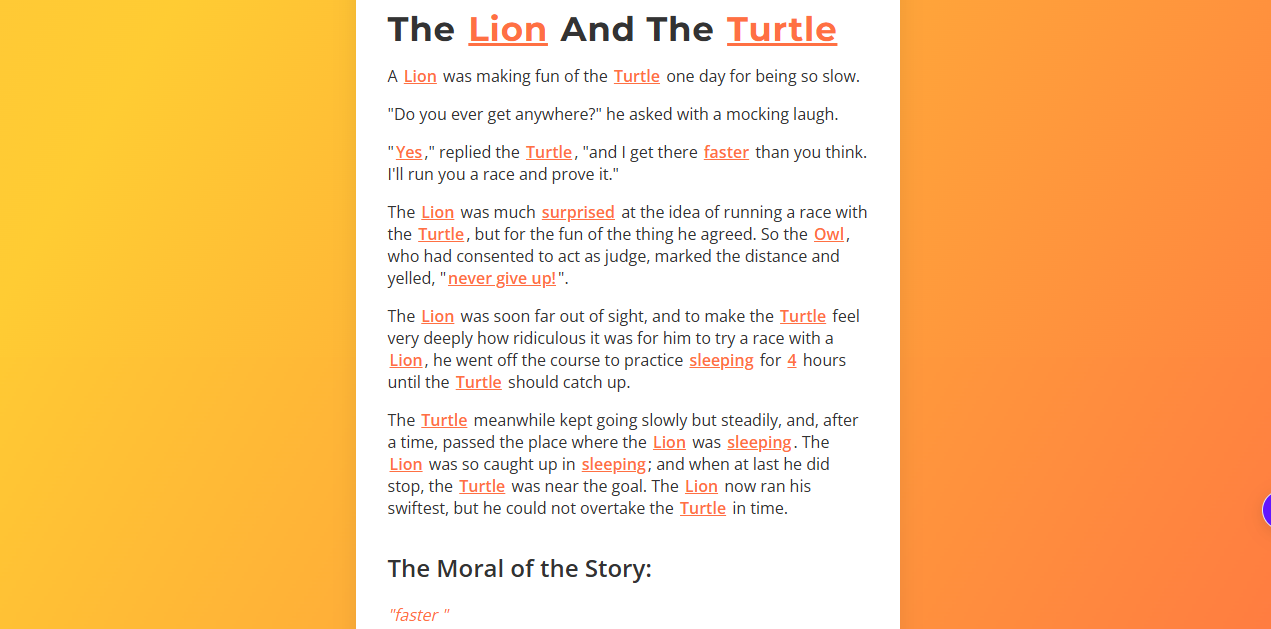 The Lion And The Turtle
A Lion was making fun of the Turtle one day for being so slow.
"Do you ever get anywhere?" he asked with a mocking laugh.
"Yes," replied the Turtle, "and I get there faster than you think.
I'll run you a race and prove it."
The Lion was much surprised at the idea of running a race with
the Turtle, but for the fun of the thing he agreed. So the Owl,
who had consented to act as judge, marked the distance and
yelled, "never give up!".
The Lion was soon far out of sight, and to make the Turtle feel
very deeply how ridiculous it was for him to try a race with a
Lion, he went off the course to practice sleeping for 4 hours
until the Turtle should catch up.
The Turtle meanwhile kept going slowly but steadily, and, after
a time, passed the place where the Lion was sleeping. The
Lion was so caught up in sleeping; and when at last he did
stop, the Turtle was near the goal. The Lion now ran his
swiftest, but he could not overtake the Turtle in time.
The Moral of the Story:
"faster "